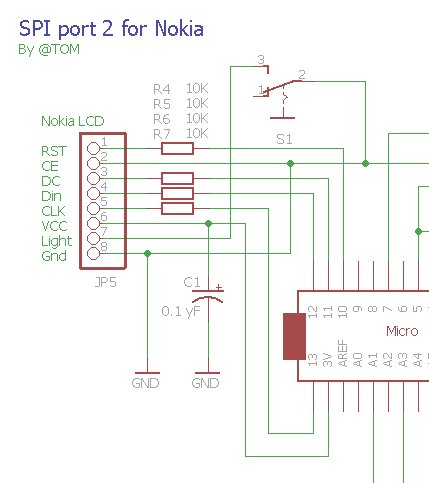 SPI port 2 for Nokia
By @TOM
3
2
1
S1
R4 10K
R5 10K
R6 10K
R7 10K
Nokia LCD
RST 1
CE 2
DC 3
Din 4
CLK 5
VCC 6
Light 7
Gnd 8
JP5
C1
+
0.1 yF
GND
GND
12 11 10 9 8 7 6 5
Micro
13 3V AREF A0 A1 A2 A3 A4